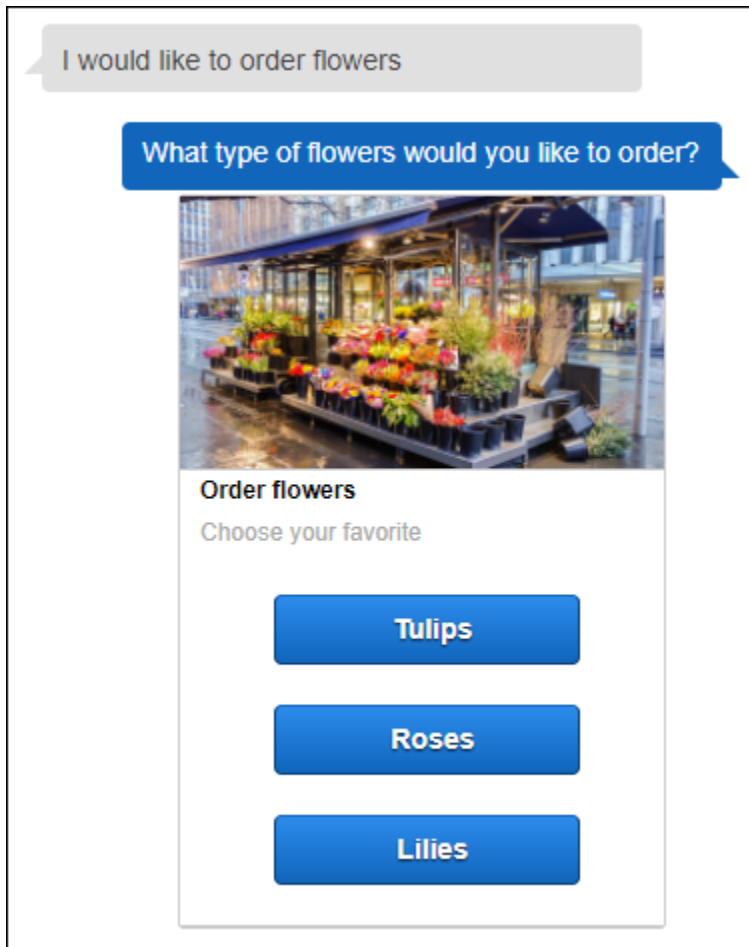 I would like to order flowers
What type of flowers would you like to order?
Order flowers
Choose your favorite
Tulips
Roses
Lilies